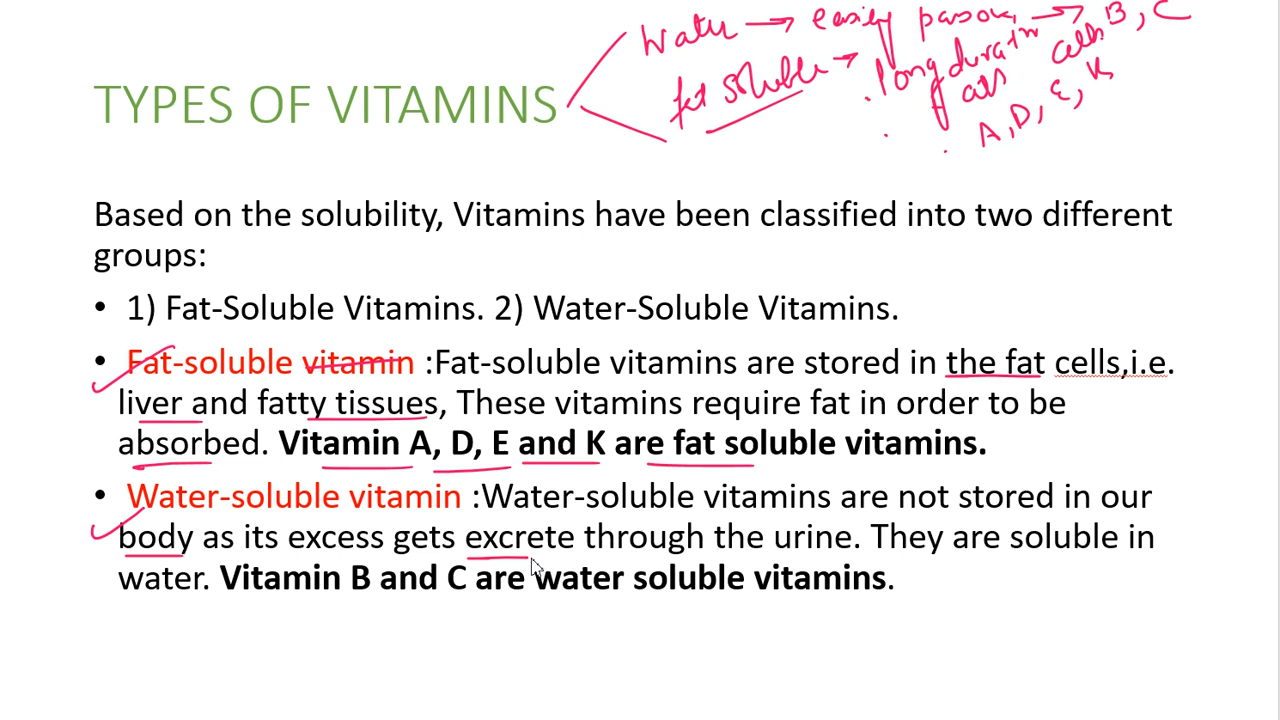 Water → easily → B, C
fat soluble → long duratn cells
cells
A, D, E, K
TYPES OF VITAMINS
Based on the solubility, Vitamins have been classified into two different
groups:
• 1) Fat-Soluble Vitamins. 2) Water-Soluble Vitamins.
• Fat-soluble vitamin :Fat-soluble vitamins are stored in the fat cells,i.e.
liver and fatty tissues, These vitamins require fat in order to be
absorbed. Vitamin A, D, E and K are fat soluble vitamins.
• Water-soluble vitamin :Water-soluble vitamins are not stored in our
body as its excess gets excrete through the urine. They are soluble in
water. Vitamin B and C are water soluble vitamins.